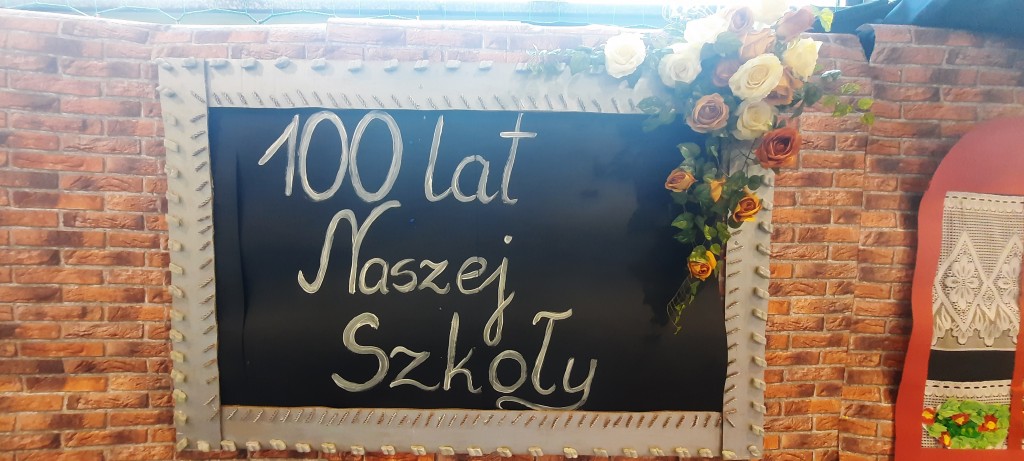 100 lat
Naszej
Szkoły